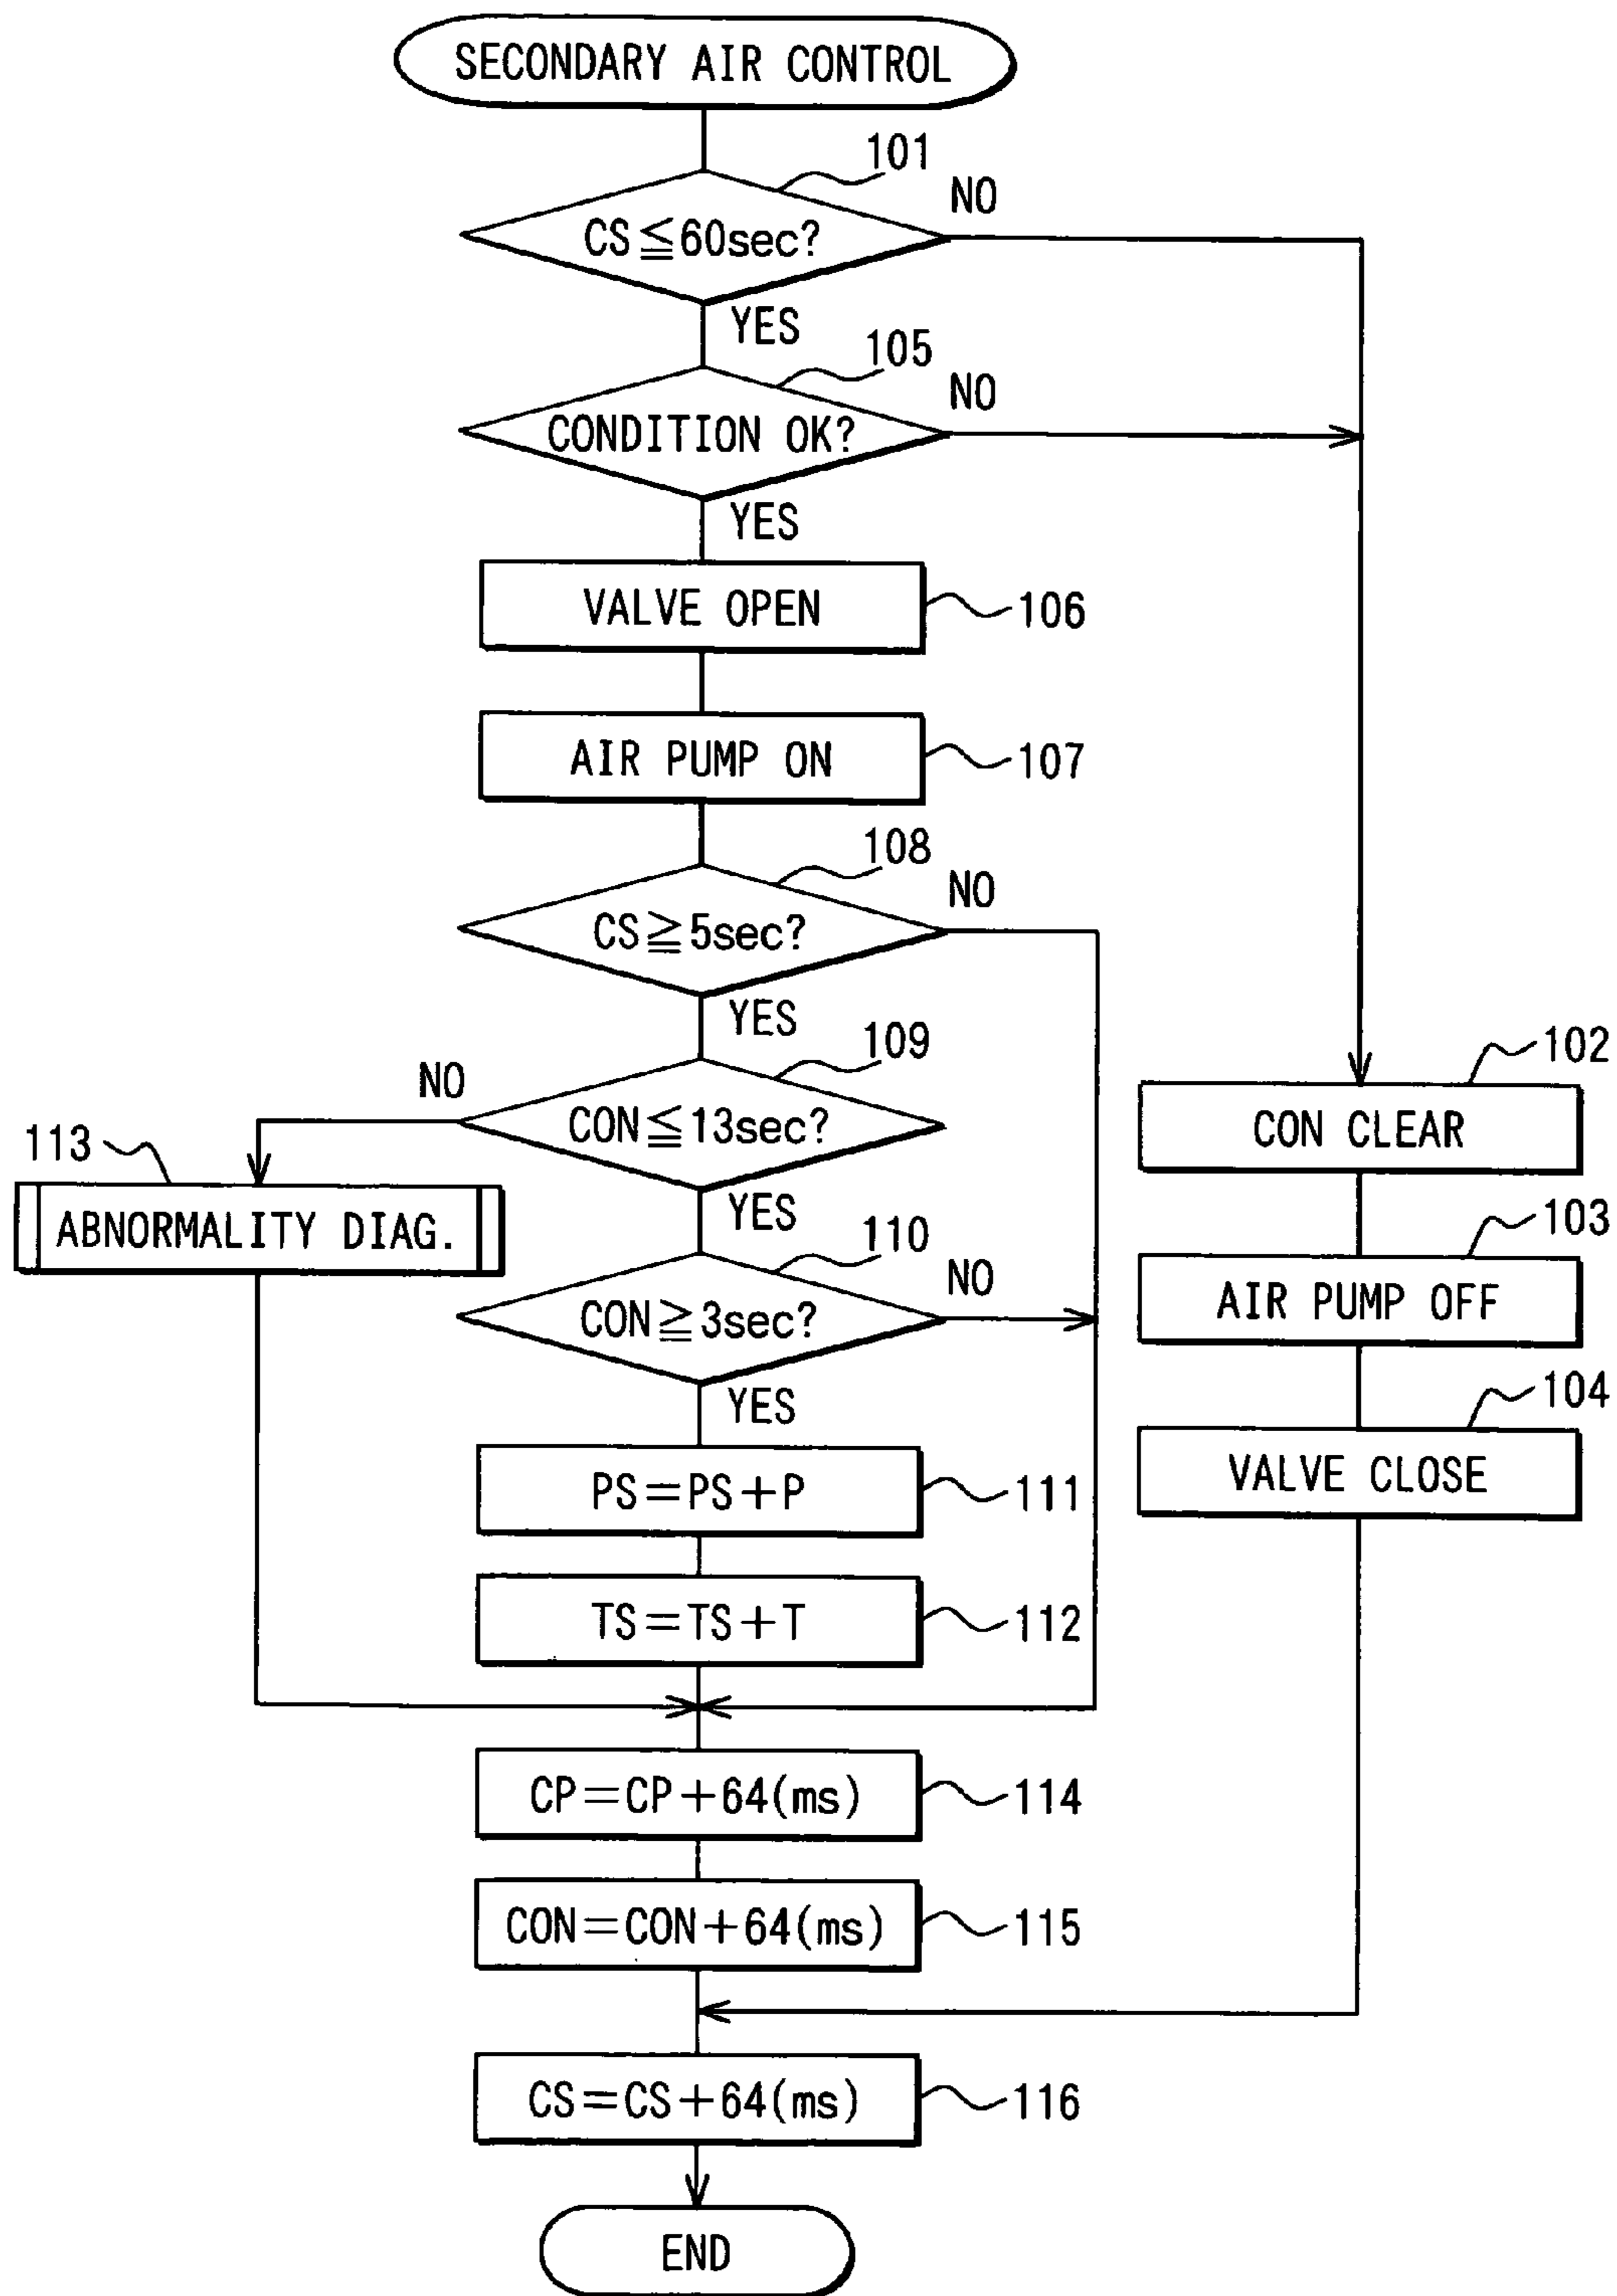 SECONDARY AIR CONTROL
101
CS≦60sec?
NO
YES
105
CONDITION OK?
NO
YES
VALVE OPEN
106
AIR PUMP ON
107
108
CS≧5sec?
NO
YES
109
NO
CON≦13sec?
YES
113
ABNORMALITY DIAG.
110
CON≧3sec?
NO
YES
102
CON CLEAR
103
AIR PUMP OFF
104
VALVE CLOSE
PS=PS+P
111
TS=TS+T
112
CP=CP+64(ms)
114
CON=CON+64(ms)
115
CS=CS+64(ms)
116
END